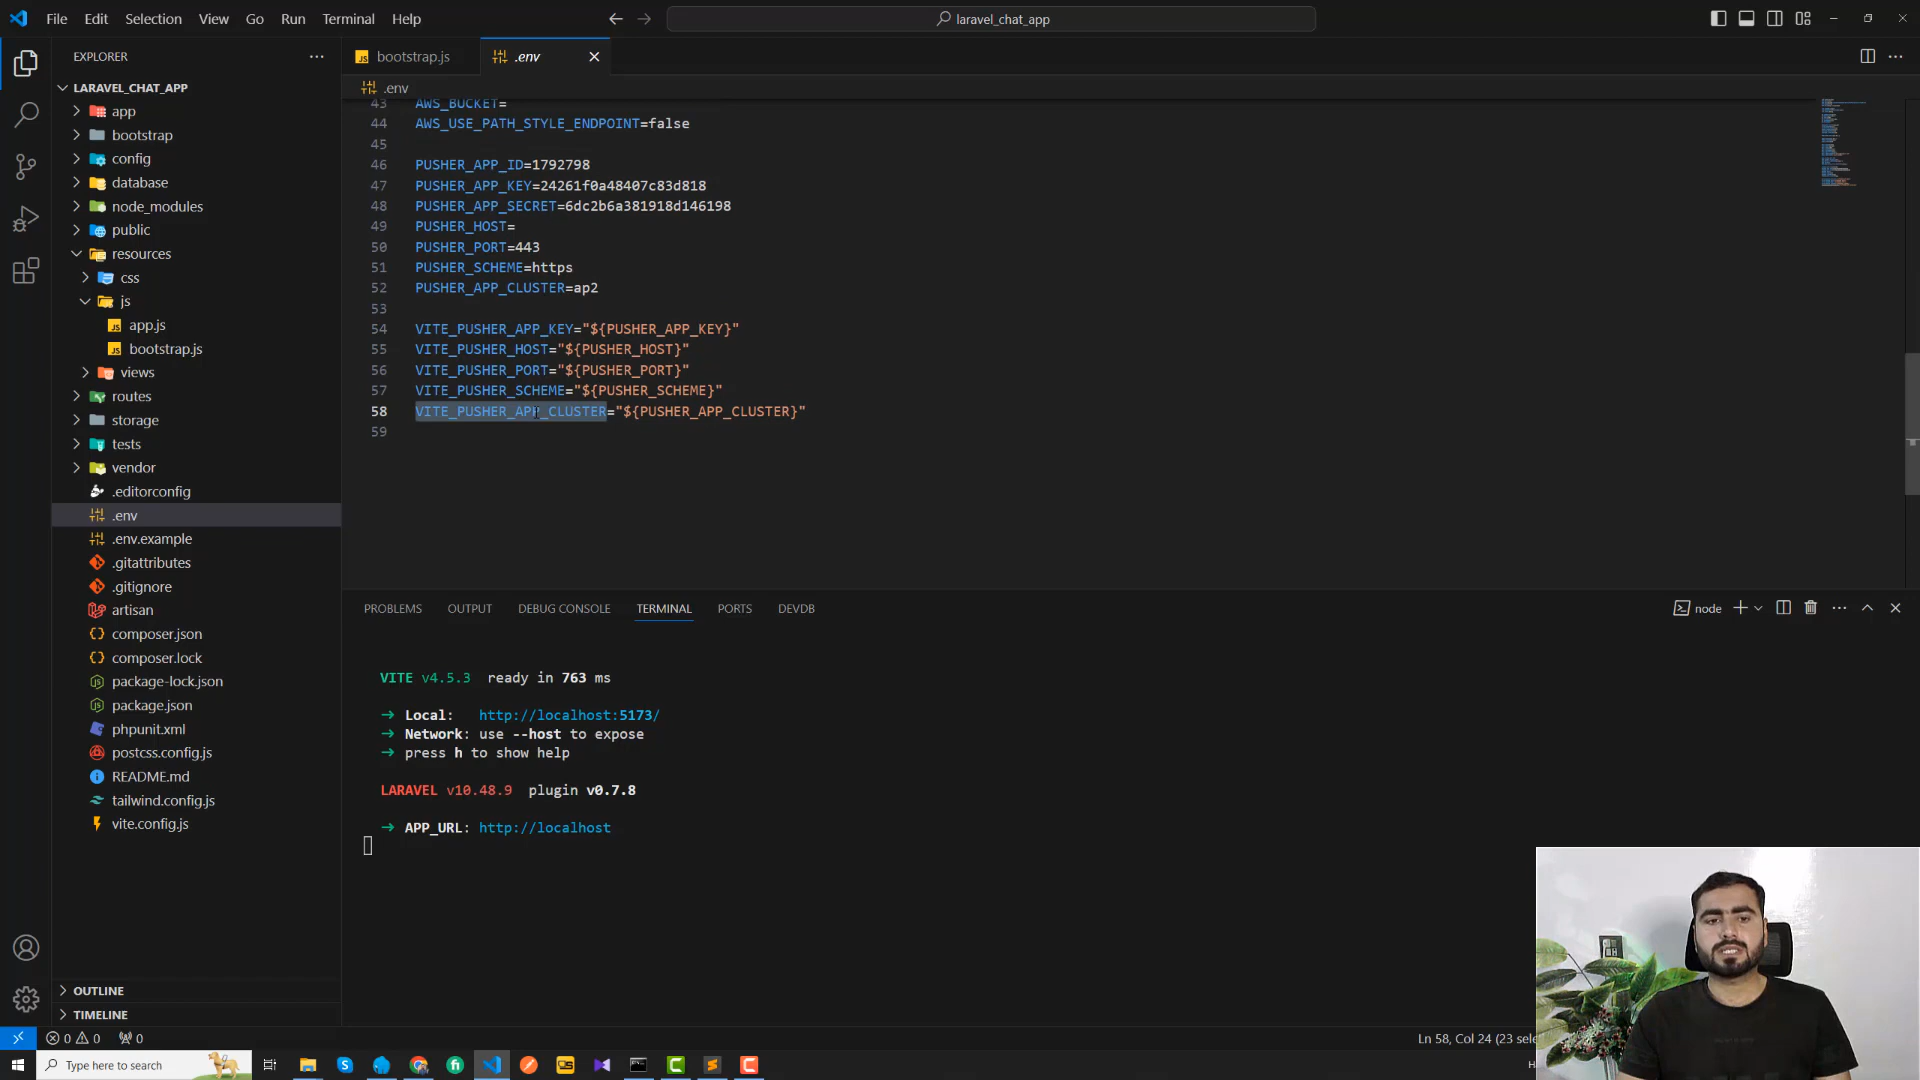 File Edit Selection View Go Run Terminal Help
laravel_chat_app
EXPLORER
bootstrap.js
.env
LARAVEL_CHAT_APP
app
bootstrap
config
database
node_modules
public
resources
css
js
app.js
bootstrap.js
views
routes
storage
tests
vendor
.editorconfig
.env
.env.example
.gitattributes
.gitignore
artisan
composer.json
composer.lock
package-lock.json
package.json
phpunit.xml
postcss.config.js
README.md
tailwind.config.js
vite.config.js
OUTLINE
TIMELINE
.env
43 AWS_BUCKET=
44 AWS_USE_PATH_STYLE_ENDPOINT=false
45
46 PUSHER_APP_ID=1792798
47 PUSHER_APP_KEY=24261f0a48407c83d818
48 PUSHER_APP_SECRET=6dc2b6a381918d146198
49 PUSHER_HOST=
50 PUSHER_PORT=443
51 PUSHER_SCHEME=https
52 PUSHER_APP_CLUSTER=ap2
53
54 VITE_PUSHER_APP_KEY="${PUSHER_APP_KEY}"
55 VITE_PUSHER_HOST="${PUSHER_HOST}"
56 VITE_PUSHER_PORT="${PUSHER_PORT}"
57 VITE_PUSHER_SCHEME="${PUSHER_SCHEME}"
58 VITE_PUSHER_APP_CLUSTER="${PUSHER_APP_CLUSTER}"
59
PROBLEMS OUTPUT DEBUG CONSOLE TERMINAL PORTS DEVDB
node
VITE v4.5.3 ready in 763 ms
➜ Local: http://localhost:5173/
➜ Network: use --host to expose
➜ press h to show help
LARAVEL v10.48.9 plugin v0.7.8
➜ APP_URL: http://localhost
0 0 0
Ln 58, Col 24 (23 sele
Type here to search